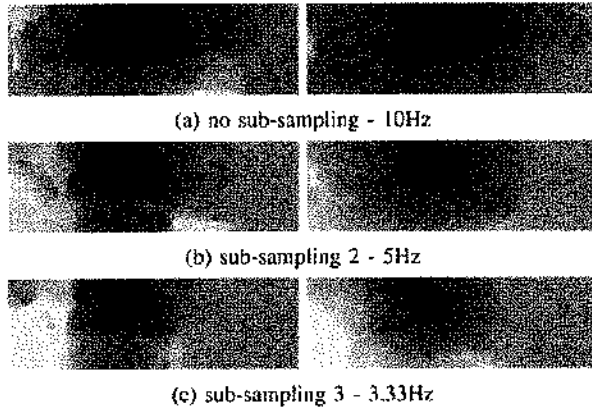 (a) no sub-sampling - 10Hz
(b) sub-sampling 2 - 5Hz
(c) sub-sampling 3 - 3.33Hz